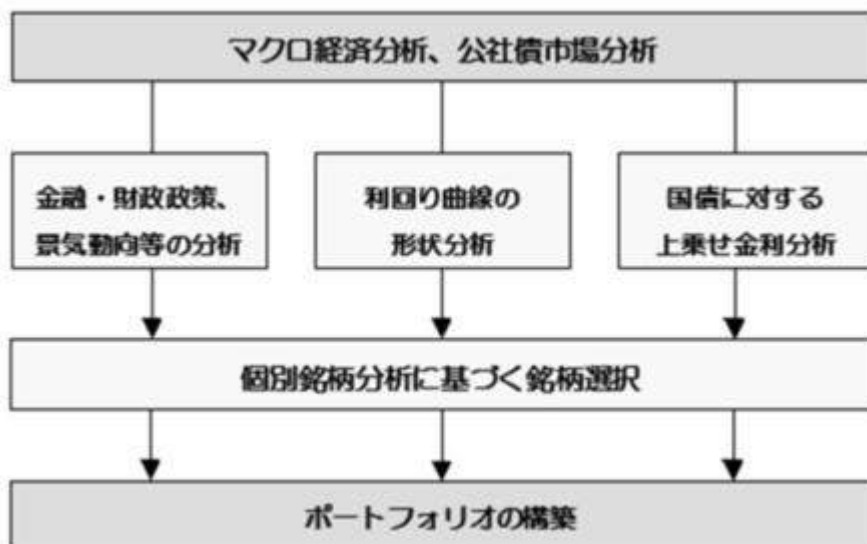 マクロ経済分析、公社債市場分析
金融・財政政策、
景気動向等の分析
利回り曲線の
形状分析
国債に対する
上乗せ金利分析
個別銘柄分析に基づく銘柄選択
ポートフォリオの構築